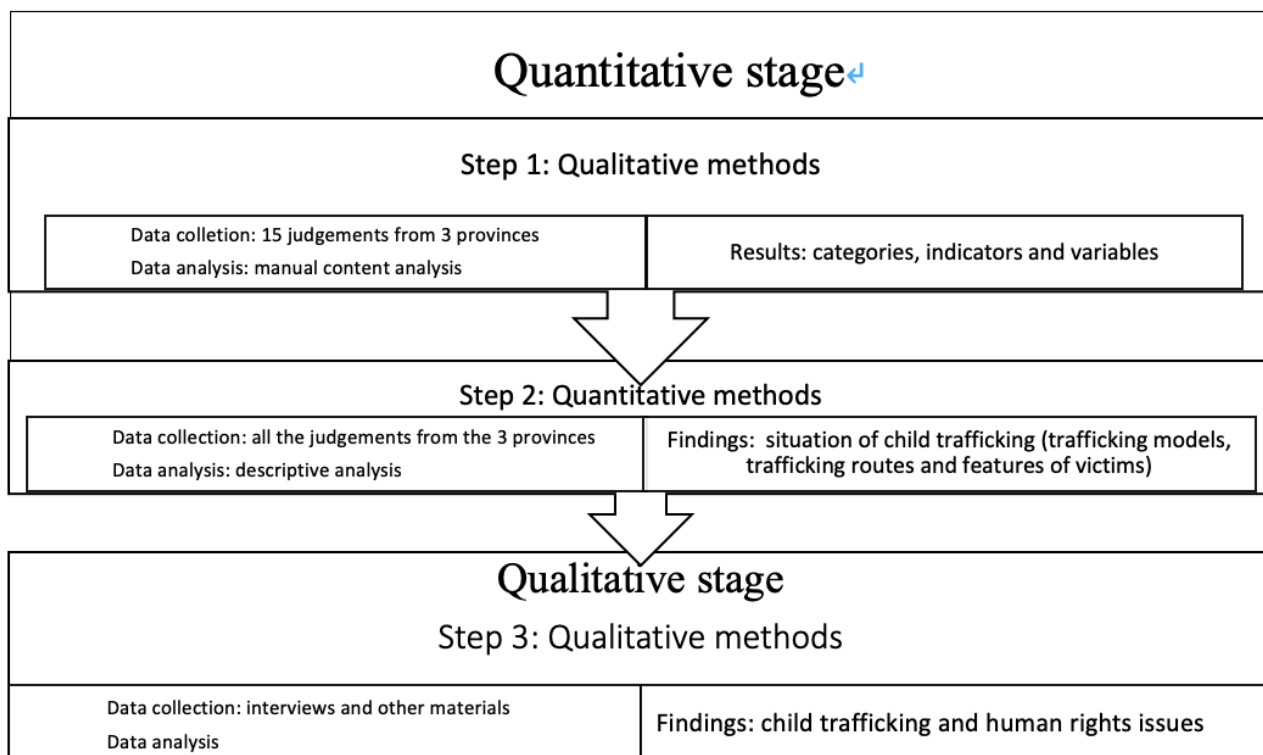 Quantitative stage↵
Step 1: Qualitative methods
Data colletion: 15 judgements from 3 provinces
Data analysis: manual content analysis
Results: categories, indicators and variables
Step 2: Quantitative methods
Data collection: all the judgements from the 3 provinces
Data analysis: descriptive analysis
Findings: situation of child trafficking (trafficking models,
trafficking routes and features of victims)
Qualitative stage
Step 3: Qualitative methods
Data collection: interviews and other materials
Data analysis
Findings: child trafficking and human rights issues